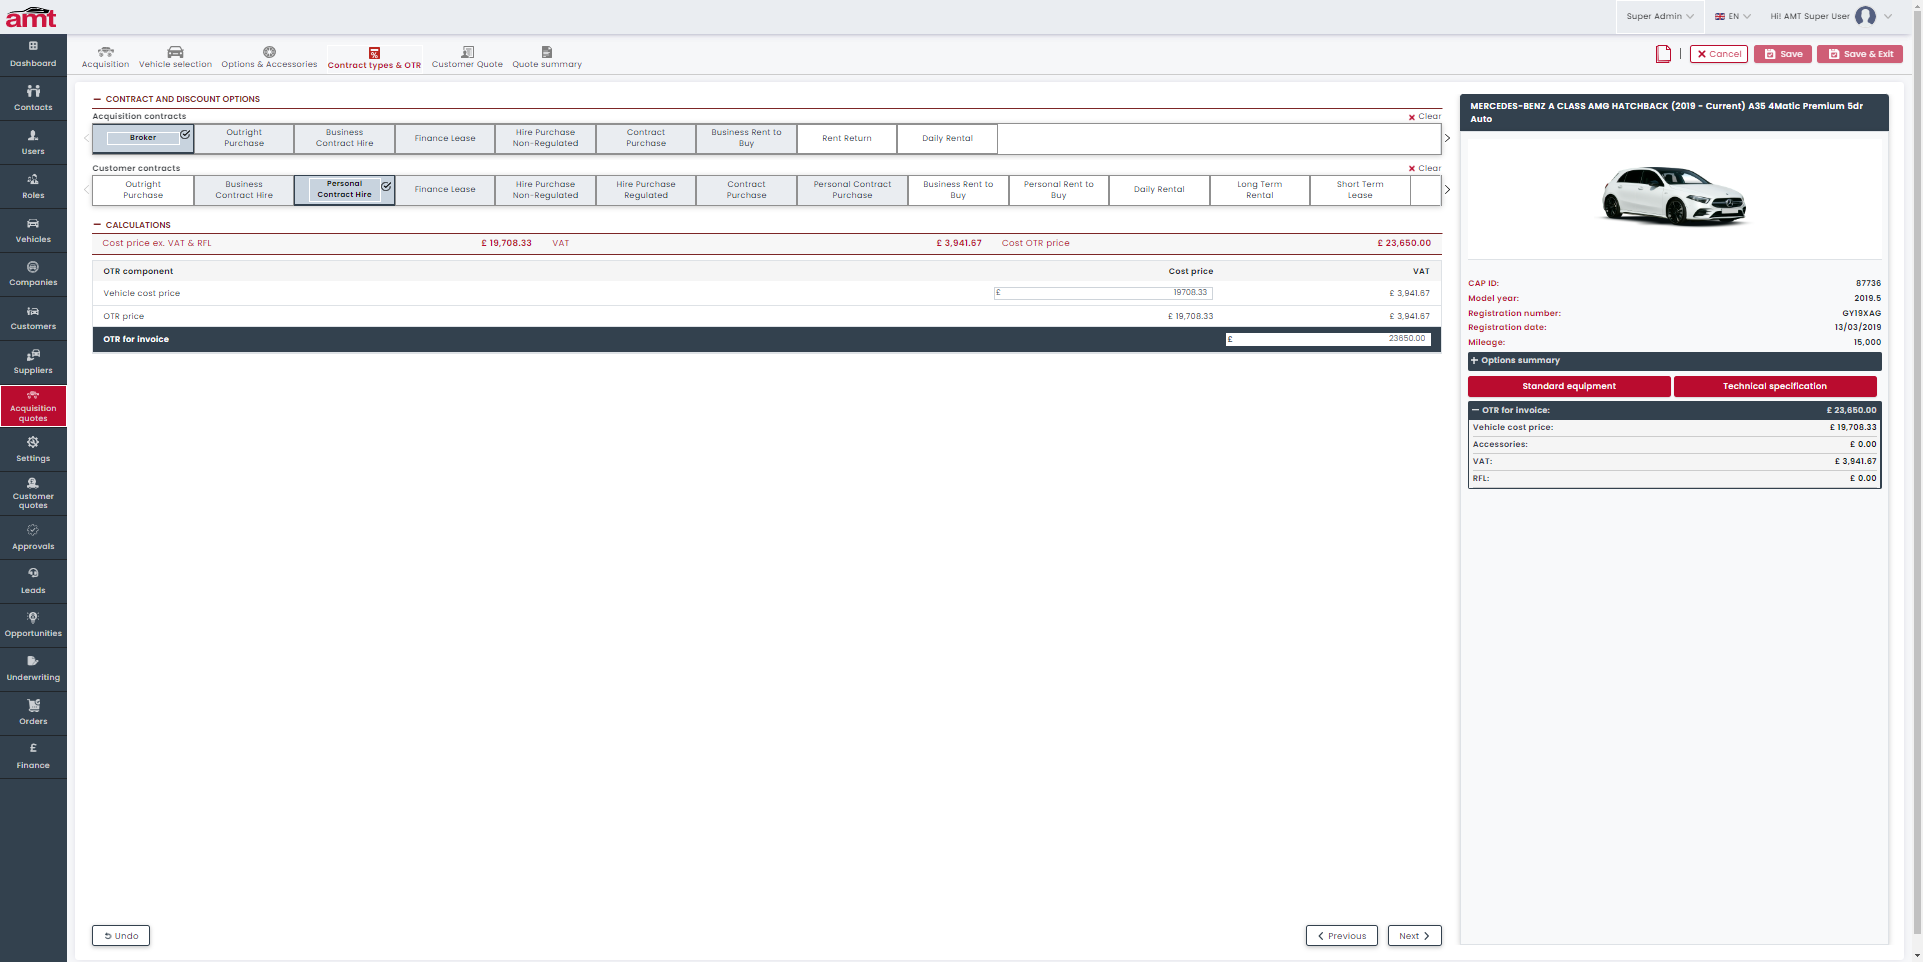 amt
Super Admin
EN
Hi! AMT Super User
Dashboard
Contacts
Users
Roles
Vehicles
Companies
Customers
Suppliers
Acquisition
quotes
Settings
Customer
quotes
Approvals
Leads
Opportunities
Underwriting
Orders
£
Finance
Acquisition
Vehicle selection
Options & Accessories
Contract types & OTR
Customer Quote
Quote summary
Cancel
Save
Save & Exit
CONTRACT AND DISCOUNT OPTIONS
Acquisition contracts
Clear
Broker
Outright
Purchase
Business
Contract Hire
Finance Lease
Hire Purchase
Non-Regulated
Contract
Purchase
Business Rent to
Buy
Rent Return
Daily Rental
Customer contracts
Clear
Outright
Purchase
Business
Contract Hire
Personal
Contract Hire
Finance Lease
Hire Purchase
Non-Regulated
Hire Purchase
Regulated
Contract
Purchase
Personal Contract
Purchase
Business Rent to
Buy
Personal Rent to
Buy
Daily Rental
Long Term
Rental
Short Term
Lease
CALCULATIONS
Cost price ex. VAT & RFL £ 19,708.33 VAT £ 3,941.67 Cost OTR price £ 23,650.00
OTR component Cost price VAT
Vehicle cost price £ 19708.33 £ 3,941.67
OTR price £ 19,708.33 £ 3,941.67
OTR for invoice £ 23650.00
Undo
Previous
Next
MERCEDES-BENZ A CLASS AMG HATCHBACK (2019 - Current) A35 4Matic Premium 5dr
Auto
CAP ID: 87736
Model year: 2019.5
Registration number: GY19XAG
Registration date: 13/03/2019
Mileage: 15,000
+ Options summary
Standard equipment
Technical specification
OTR for invoice: £ 23,650.00
Vehicle cost price: £ 19,708.33
Accessories: £ 0.00
VAT: £ 3,941.67
RFL: £ 0.00